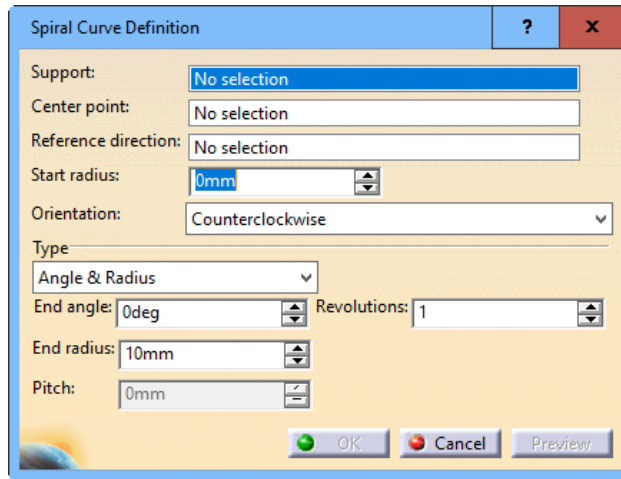 Spiral Curve Definition ? x
Support: No selection
Center point: No selection
Reference direction: No selection
Start radius: 0mm
Orientation: Counterclockwise
Type
Angle & Radius
End angle: 0deg Revolutions: 1
End radius: 10mm
Pitch: 0mm
OK Cancel Preview